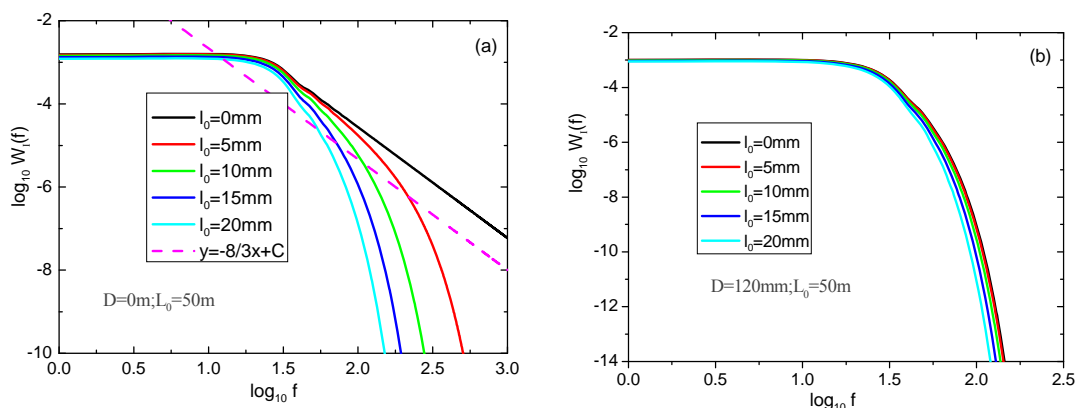 (a)
-2
-4
-6
-8
-10
log₁₀ W_I(f)
l₀=0mm
l₀=5mm
l₀=10mm
l₀=15mm
l₀=20mm
y=-8/3x+C
D=0m;L₀=50m
0.0 0.5 1.0 1.5 2.0 2.5 3.0
log₁₀ f
(b)
-2
-4
-6
-8
-10
-12
-14
log₁₀ W_I(f)
l₀=0mm
l₀=5mm
l₀=10mm
l₀=15mm
l₀=20mm
D=120mm;L₀=50m
0.0 0.5 1.0 1.5 2.0 2.5
log₁₀ f